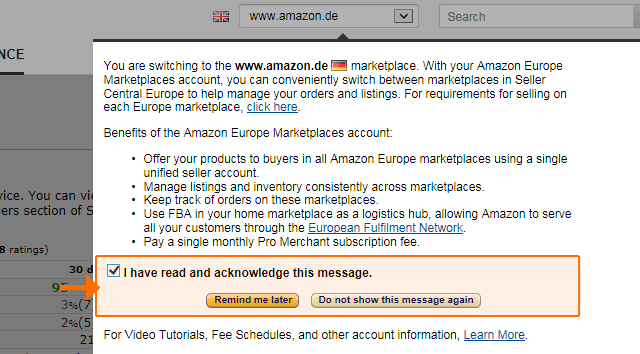 www.amazon.de
Search
NCE
You are switching to the www.amazon.de marketplace. With your Amazon Europe
Marketplaces account, you can conveniently switch between marketplaces in Seller
Central Europe to help manage your orders and listings. For requirements for selling on
each Europe marketplace, click here.
Benefits of the Amazon Europe Marketplaces account:
• Offer your products to buyers in all Amazon Europe marketplaces using a single
unified seller account.
• Manage listings and inventory consistently across marketplaces.
• Keep track of orders on these marketplaces.
• Use FBA in your home marketplace as a logistics hub, allowing Amazon to serve
all your customers through the European Fulfilment Network.
• Pay a single monthly Pro Merchant subscription fee.
vice. You can vi
ders section of S
8 ratings)
30 d
I have read and acknowledge this message.
3%(7
2%(5
21
Remind me later
Do not show this message again
For Video Tutorials, Fee Schedules, and other account information, Learn More.